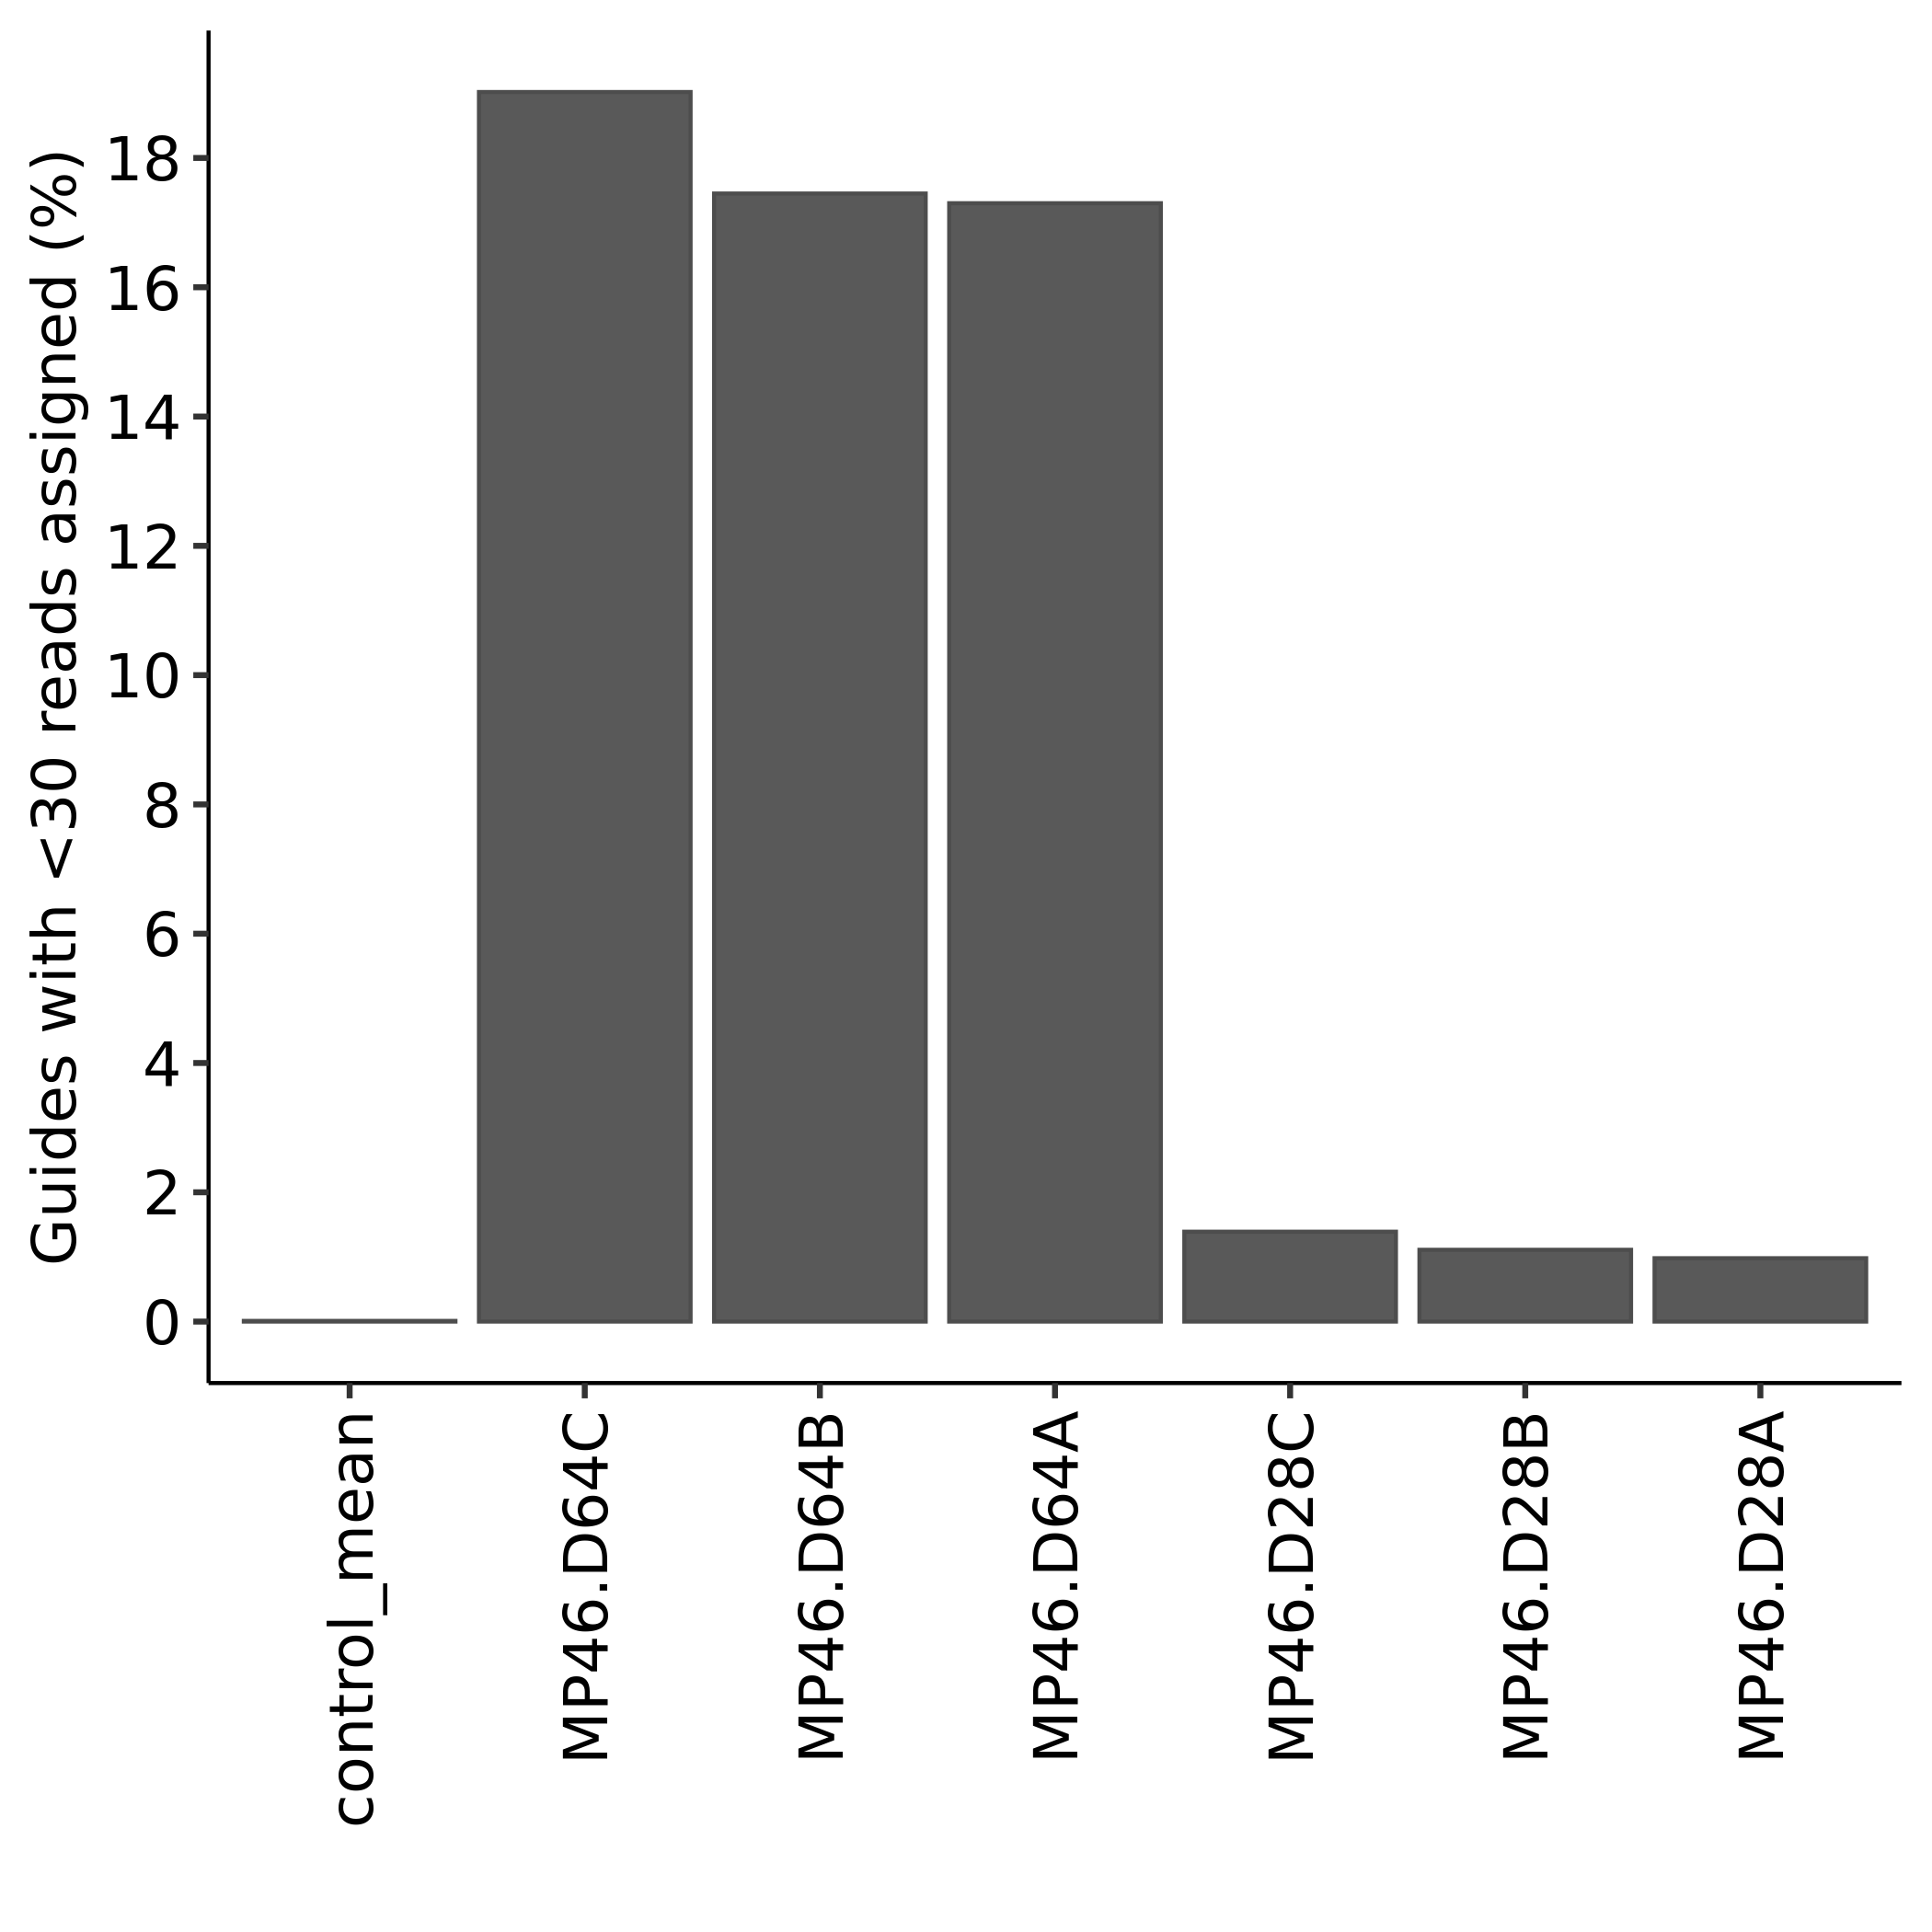 Guides with <30 reads assigned (%)
18
16
14
12
10
8
6
4
2
0
control_mean
MP46.D64C
MP46.D64B
MP46.D64A
MP46.D28C
MP46.D28B
MP46.D28A